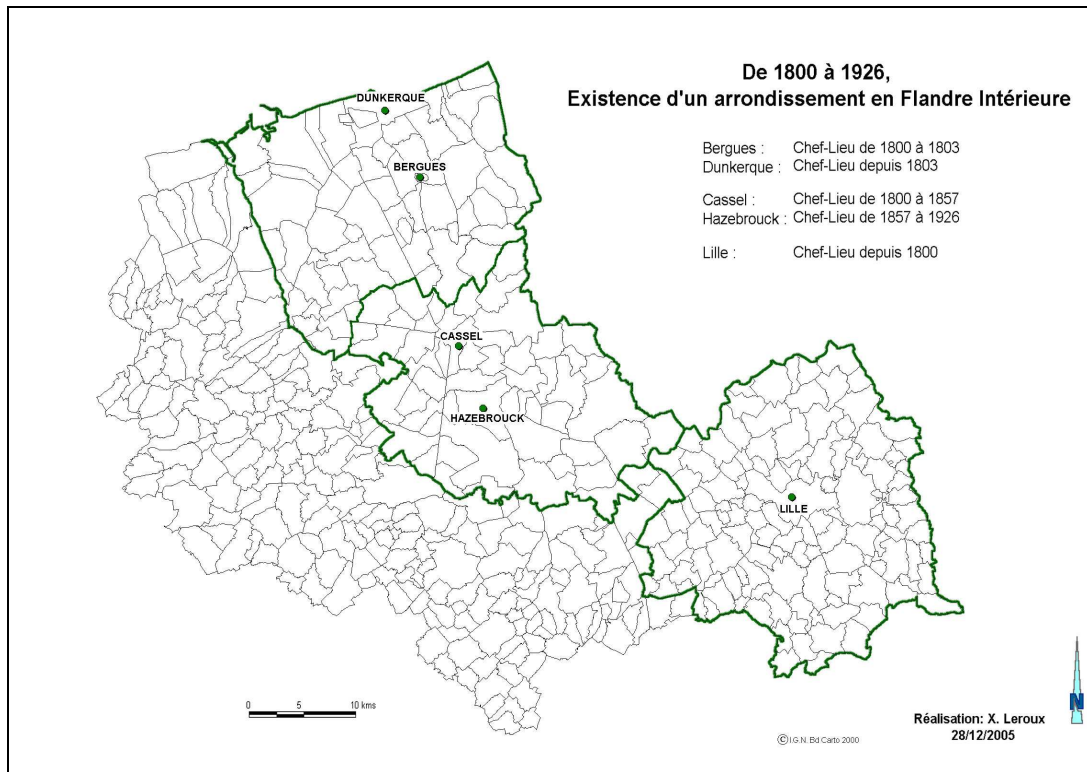 De 1800 à 1926,
Existence d'un arrondissement en Flandre Intérieure
Bergues : Chef-Lieu de 1800 à 1803
Dunkerque : Chef-Lieu depuis 1803
Cassel : Chef-Lieu de 1800 à 1857
Hazebrouck : Chef-Lieu de 1857 à 1926
Lille : Chef-Lieu depuis 1800
DUNKERQUE
BERGUES
CASSEL
HAZEBROUCK
LILLE
0 5 10 kms
N
Réalisation: X. Leroux
28/12/2005
© I.G.N. Bd Carto 2000